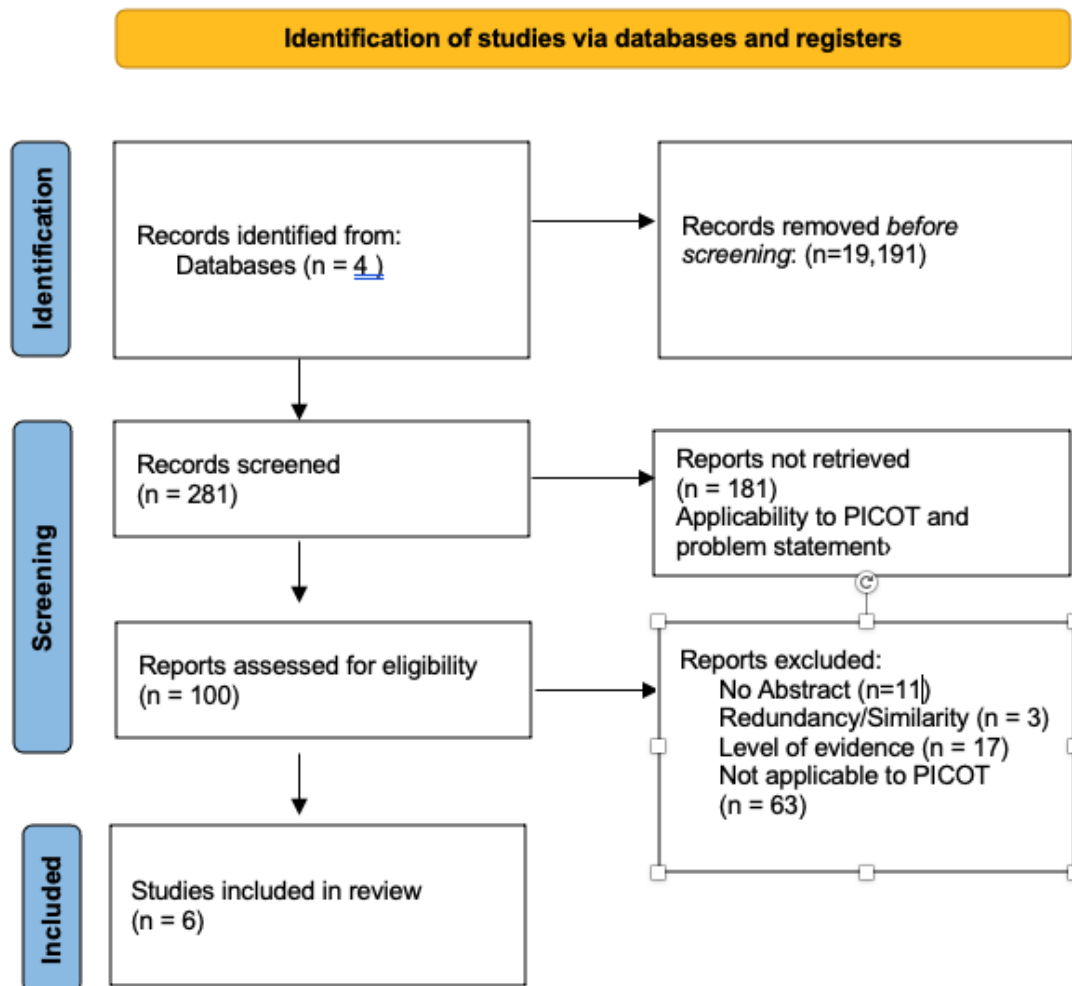 Identification of studies via databases and registers
Identification
Records identified from:
Databases (n = 4 )
Records removed before
screening: (n=19,191)
Screening
Records screened
(n = 281)
Reports not retrieved
(n = 181)
Applicability to PICOT and
problem statement
Reports assessed for eligibility
(n = 100)
Reports excluded:
No Abstract (n=11)
Redundancy/Similarity (n = 3)
Level of evidence (n = 17)
Not applicable to PICOT
(n = 63)
Included
Studies included in review
(n = 6)